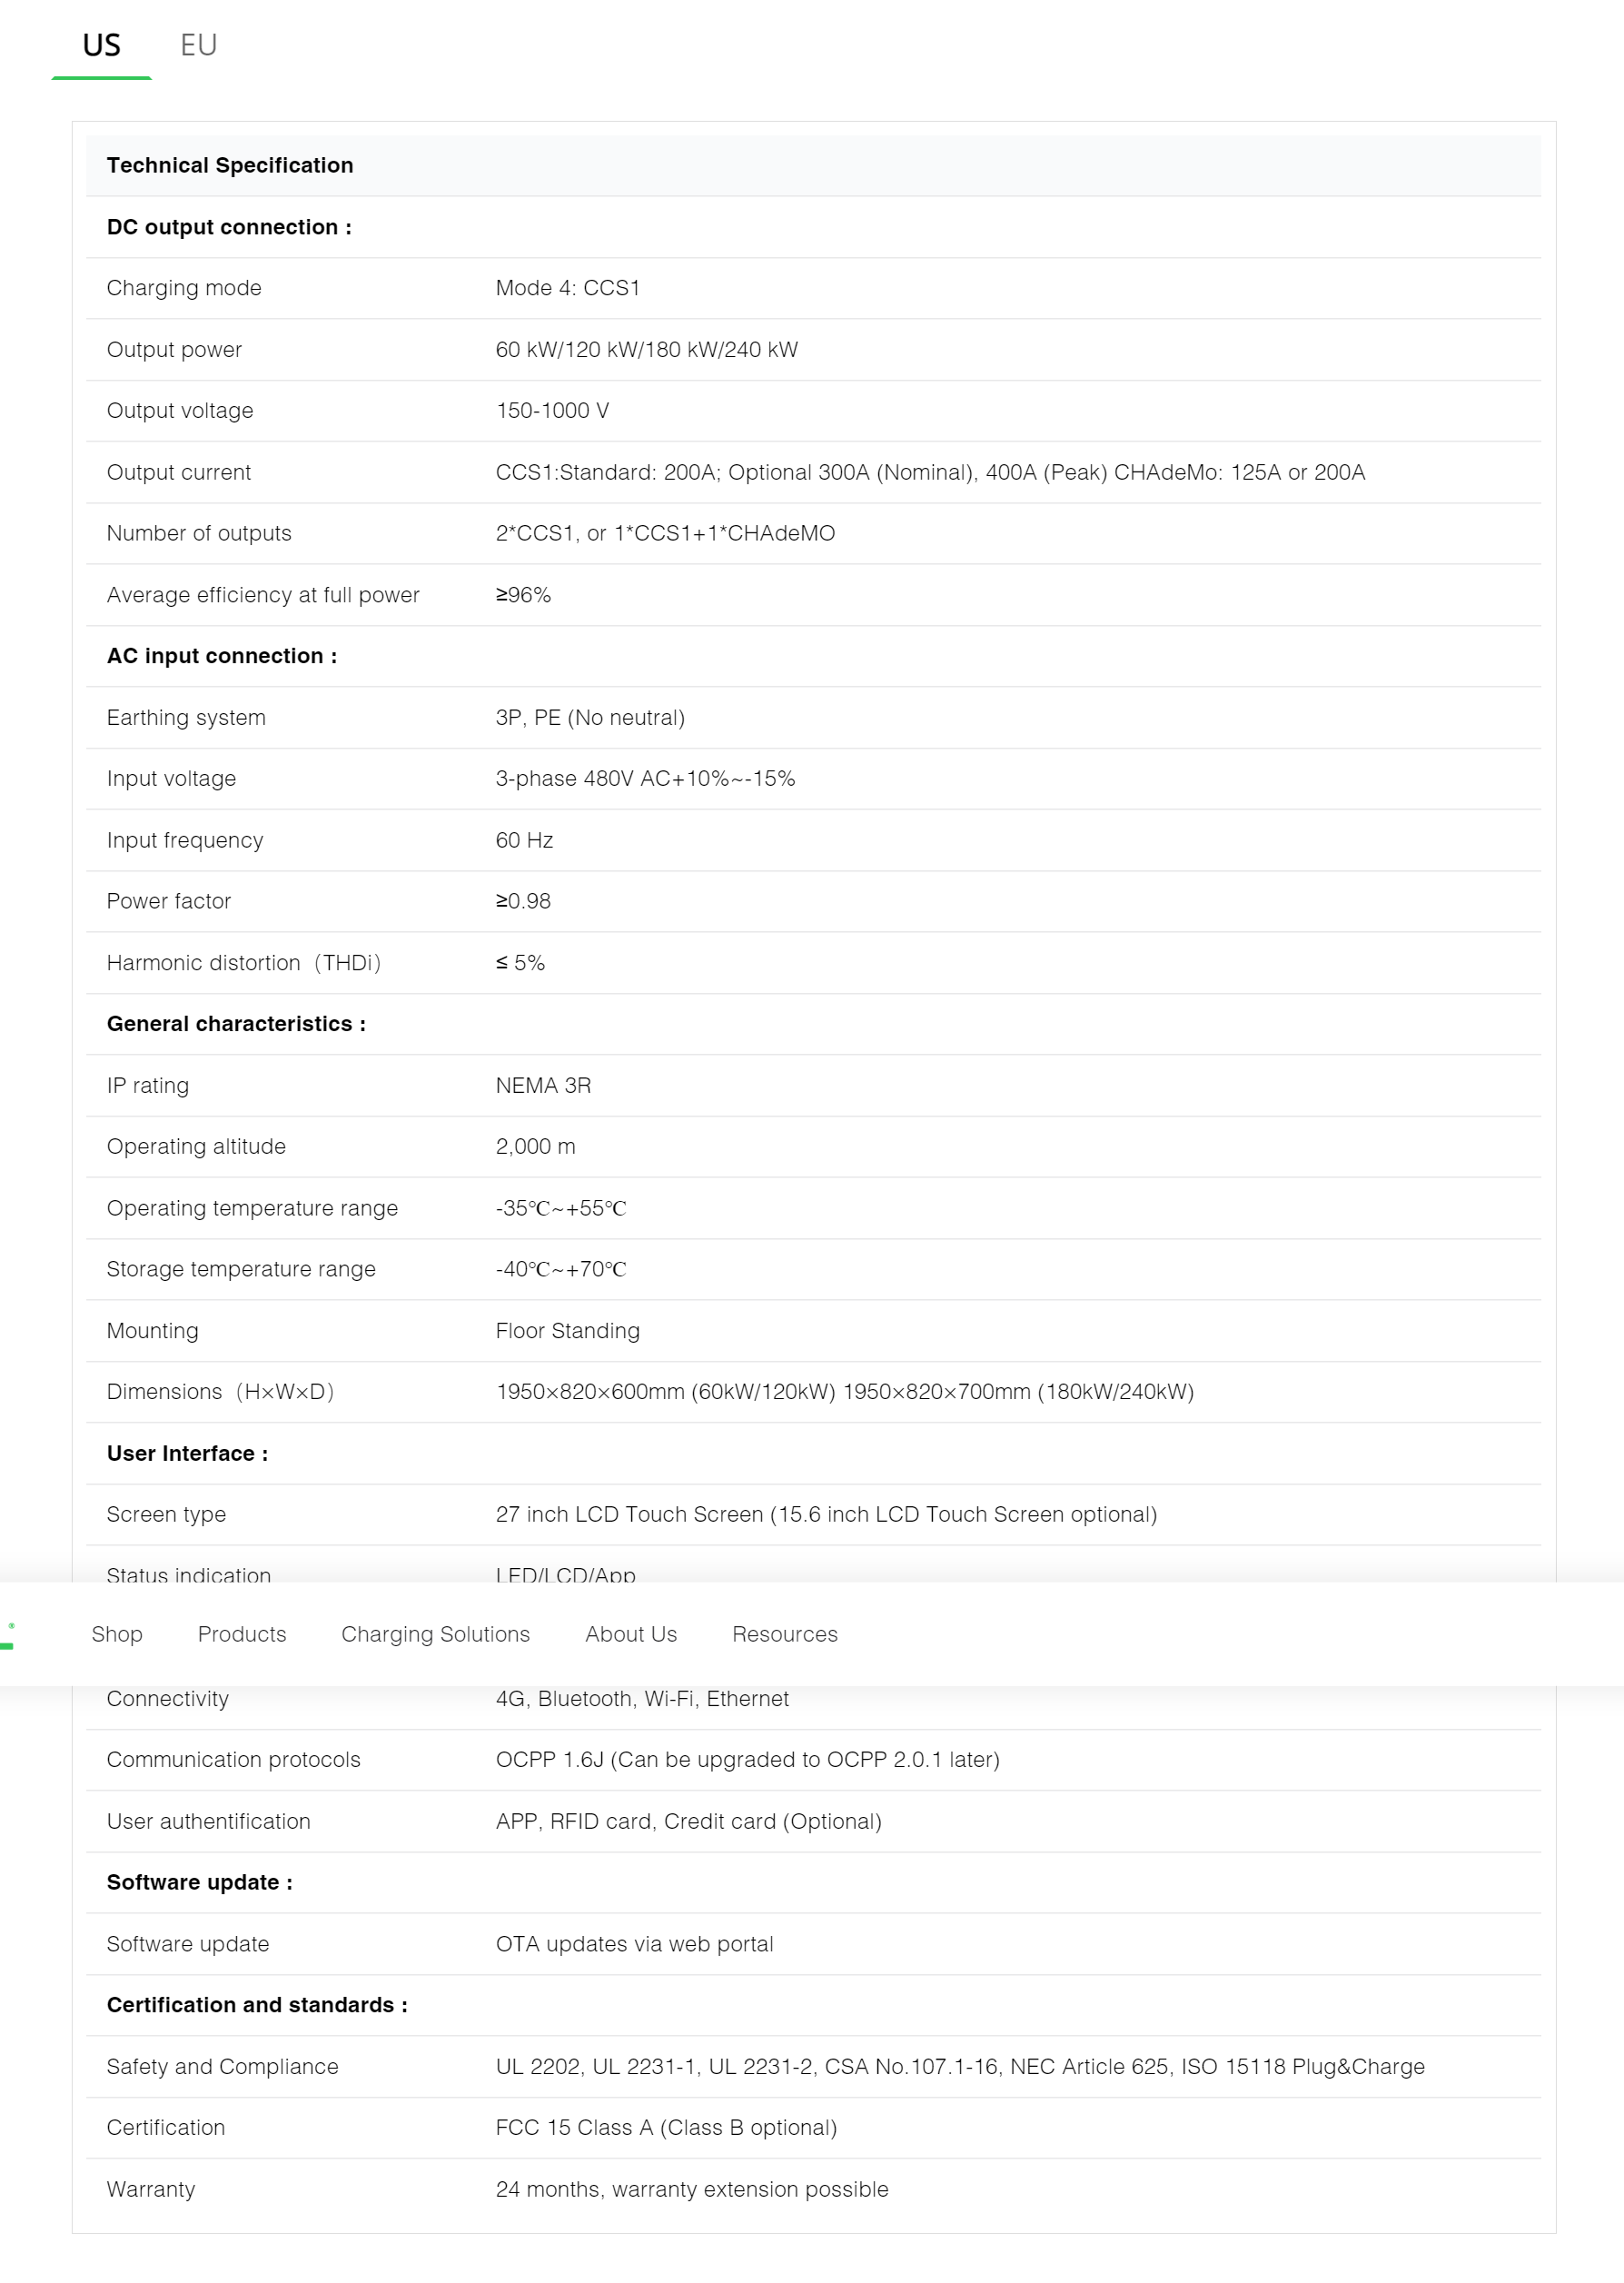 US EU
Technical Specification
DC output connection :
Charging mode Mode 4: CCS1
Output power 60 kW/120 kW/180 kW/240 kW
Output voltage 150-1000 V
Output current CCS1:Standard: 200A; Optional 300A (Nominal), 400A (Peak) CHAdeMo: 125A or 200A
Number of outputs 2*CCS1, or 1*CCS1+1*CHAdeMO
Average efficiency at full power ≥96%
AC input connection :
Earthing system 3P, PE (No neutral)
Input voltage 3-phase 480V AC+10%~-15%
Input frequency 60 Hz
Power factor ≥0.98
Harmonic distortion（THDi） ≤ 5%
General characteristics :
IP rating NEMA 3R
Operating altitude 2,000 m
Operating temperature range -35℃~+55℃
Storage temperature range -40℃~+70℃
Mounting Floor Standing
Dimensions（H×W×D） 1950×820×600mm (60kW/120kW) 1950×820×700mm (180kW/240kW)
User Interface :
Screen type 27 inch LCD Touch Screen (15.6 inch LCD Touch Screen optional)
Status indication LED/LCD/App
® Shop Products Charging Solutions About Us Resources
Connectivity 4G, Bluetooth, Wi-Fi, Ethernet
Communication protocols OCPP 1.6J (Can be upgraded to OCPP 2.0.1 later)
User authentification APP, RFID card, Credit card (Optional)
Software update :
Software update OTA updates via web portal
Certification and standards :
Safety and Compliance UL 2202, UL 2231-1, UL 2231-2, CSA No.107.1-16, NEC Article 625, ISO 15118 Plug&Charge
Certification FCC 15 Class A (Class B optional)
Warranty 24 months, warranty extension possible